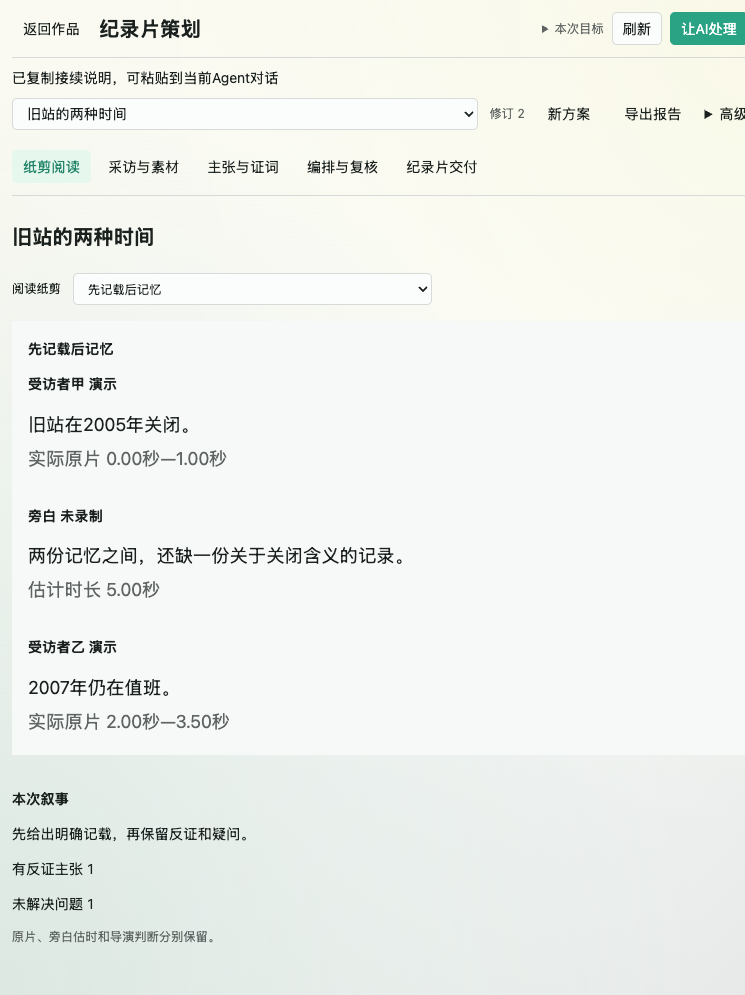 返回作品 纪录片策划 ▶ 本次目标 刷新 让AI处理
已复制接续说明，可粘贴到当前Agent对话
旧站的两种时间 修订 2 新方案 导出报告 ▶ 高级
纸剪阅读 采访与素材 主张与证词 编排与复核 纪录片交付
旧站的两种时间
阅读纸剪 先记载后记忆
先记载后记忆
受访者甲 演示
旧站在2005年关闭。
实际原片 0.00秒—1.00秒
旁白 未录制
两份记忆之间，还缺一份关于关闭含义的记录。
估计时长 5.00秒
受访者乙 演示
2007年仍在值班。
实际原片 2.00秒—3.50秒
本次叙事
先给出明确记载，再保留反证和疑问。
有反证主张 1
未解决问题 1
原片、旁白估时和导演判断分别保留。